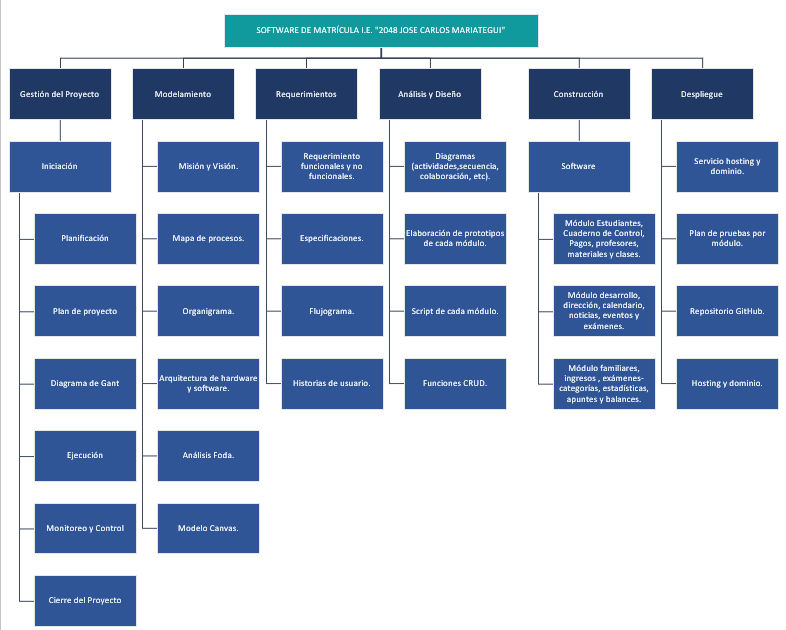 SOFTWARE DE MATRÍCULA I.E. "2048 JOSE CARLOS MARIATEGUI"
Gestión del Proyecto
Modelamiento
Requerimientos
Análisis y Diseño
Construcción
Despliegue
Iniciación
Planificación
Plan de proyecto
Diagrama de Gant
Ejecución
Monitoreo y Control
Cierre del Proyecto
Misión y Visión.
Mapa de procesos.
Organigrama.
Arquitectura de hardware
y software.
Análisis Foda.
Modelo Canvas.
Requerimiento
funcionales y no
funcionales.
Especificaciones.
Flujograma.
Historias de usuario.
Diagramas
(actividades,secuencia,
colaboración, etc).
Elaboración de prototipos
de cada módulo.
Script de cada módulo.
Funciones CRUD.
Software
Módulo Estudiantes,
Cuaderno de Control,
Pagos, profesores,
materiales y clases.
Módulo desarrollo,
dirección, calendario,
noticias, eventos y
exámenes.
Módulo familiares,
ingresos , exámenes-
categorías, estadísticas,
apuntes y balances.
Servicio hosting y
dominio.
Plan de pruebas por
módulo.
Repositorio GitHub.
Hosting y dominio.